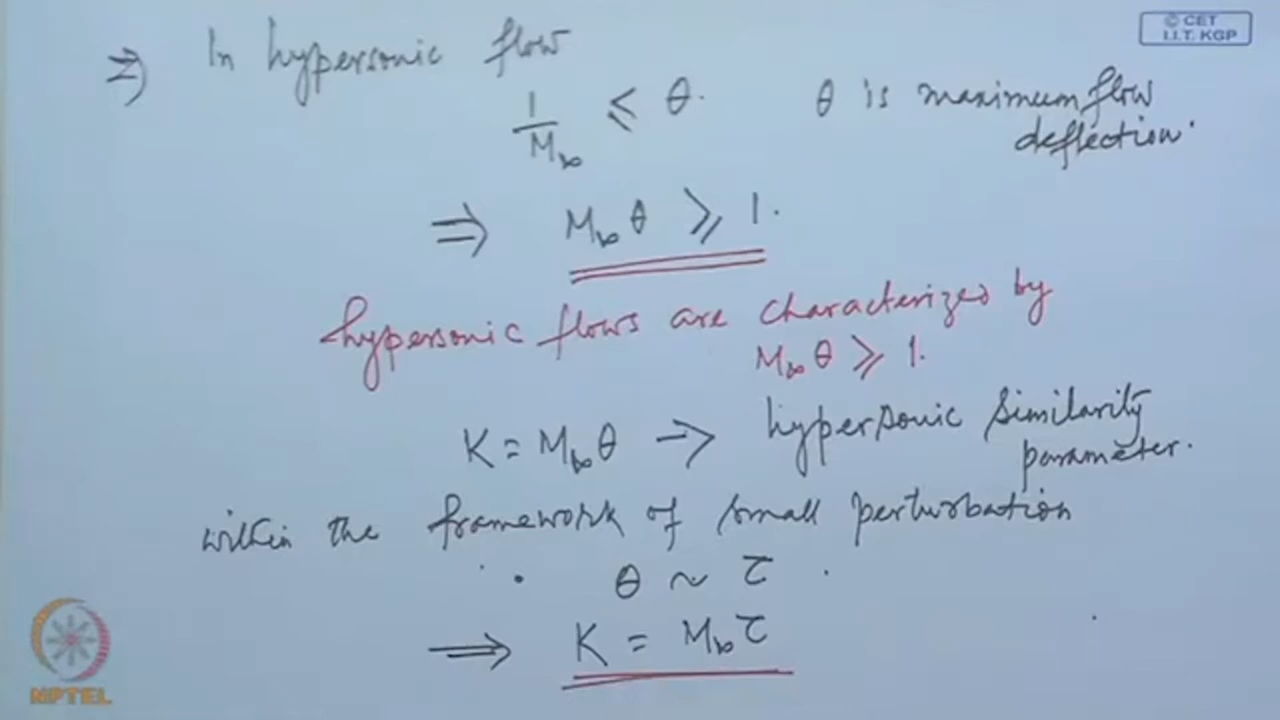 © CET
I.I.T. KGP
⇒) In hypersonic flow
1/M∞ ≤ θ. θ is maximum flow
deflection.
⇒ M∞θ ≥ 1.
hypersonic flows are characterized by
M∞θ ≥ 1.
K = M∞θ → hypersonic similarity
parameter.
within the framework of small perturbation
θ ~ τ
⇒ K = M∞τ
NPTEL